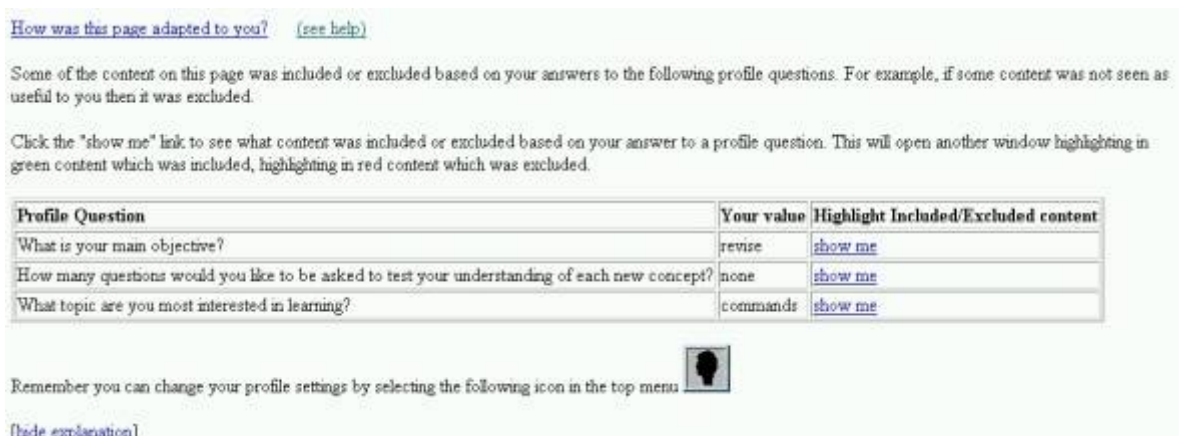 How was this page adapted to you? (see help)
Some of the content on this page was included or excluded based on your answers to the following profile questions. For example, if some content was not seen as
useful to you then it was excluded.
Click the "show me" link to see what content was included or excluded based on your answer to a profile question. This will open another window highlighting in
green content which was included, highlighting in red content which was excluded.
Profile Question Your value Highlight Included/Excluded content
What is your main objective? revise show me
How many questions would you like to be asked to test your understanding of each new concept? none show me
What topic are you most interested in learning? commands show me
Remember you can change your profile settings by selecting the following icon in the top menu
[hide explanation]